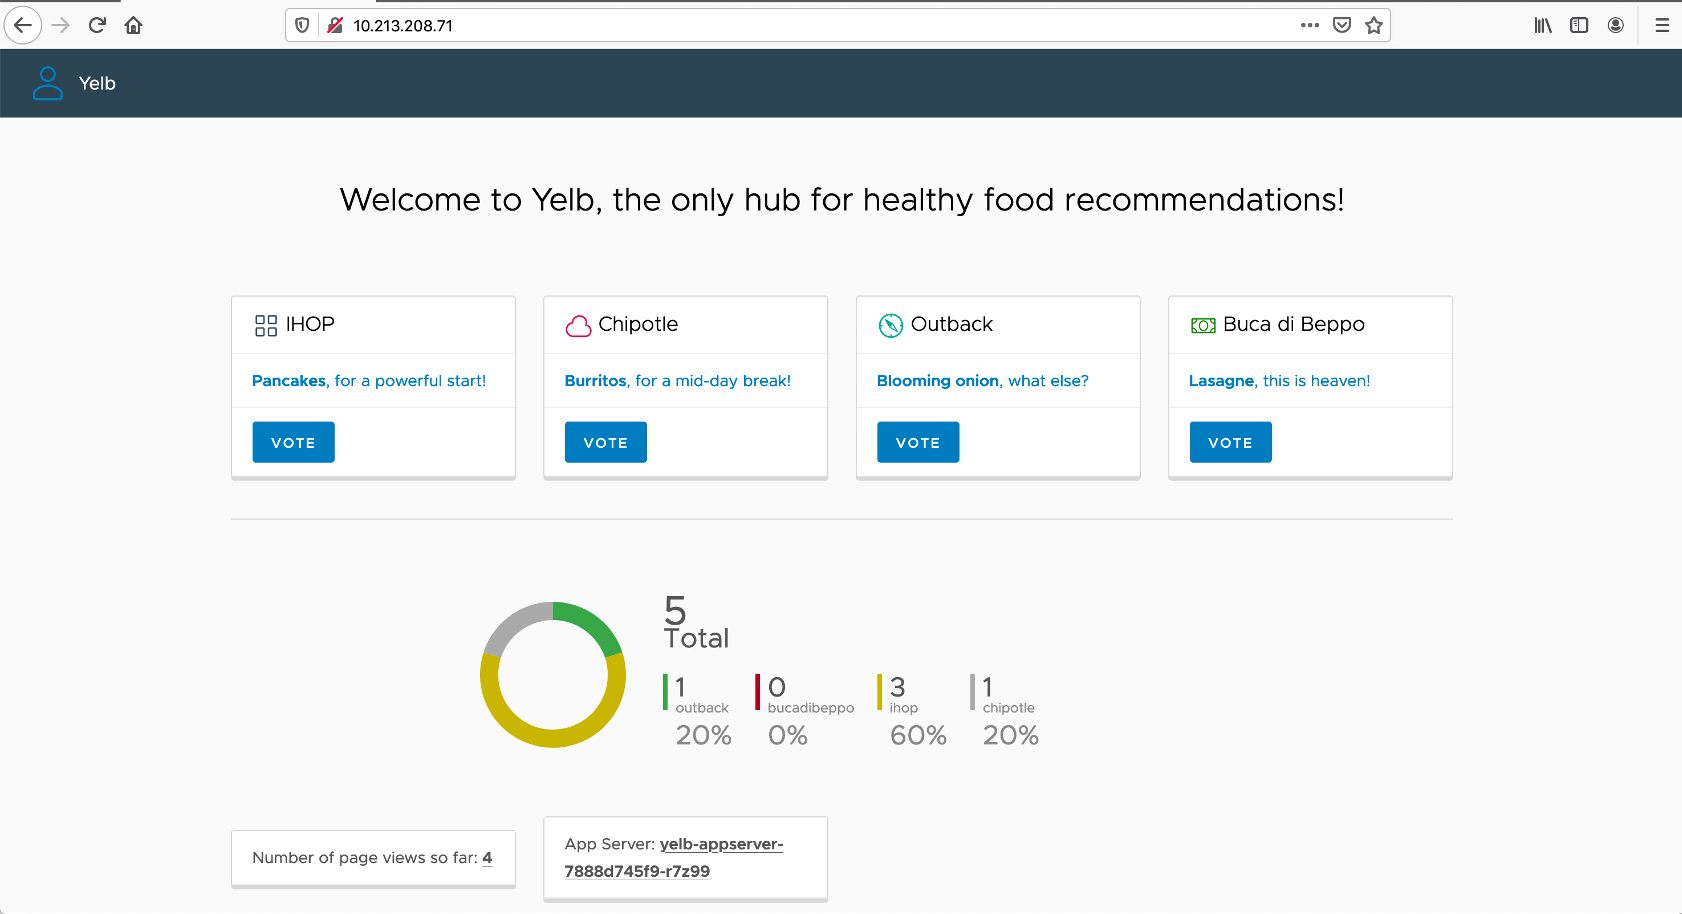 10.213.208.71
Yelb
Welcome to Yelb, the only hub for healthy food recommendations!
IHOP
Pancakes, for a powerful start!
VOTE
Chipotle
Burritos, for a mid-day break!
VOTE
Outback
Blooming onion, what else?
VOTE
Buca di Beppo
Lasagne, this is heaven!
VOTE
5
Total
1
outback
20%
0
bucadibeppo
0%
3
ihop
60%
1
chipotle
20%
Number of page views so far: 4
App Server: yelb-appserver-
7888d745f9-r7z99